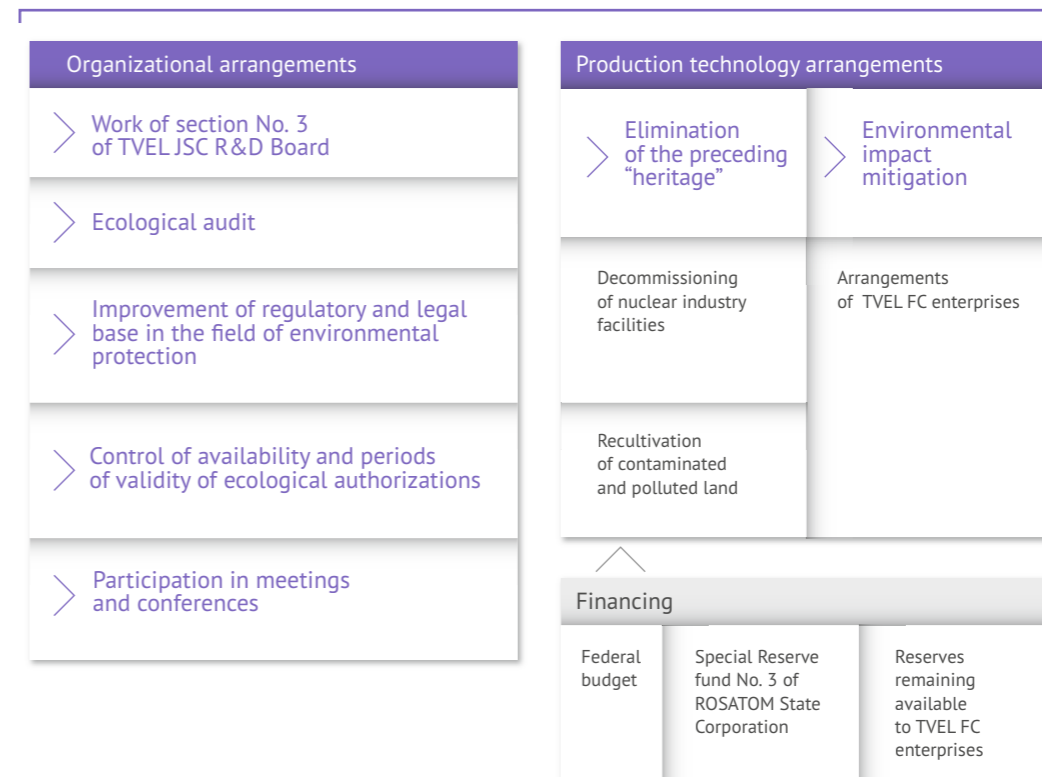 Organizational arrangements
Work of section No. 3
of TVEL JSC R&D Board
Ecological audit
Improvement of regulatory and legal
base in the field of environmental
protection
Control of availability and periods
of validity of ecological authorizations
Participation in meetings
and conferences
Production technology arrangements
Elimination
of the preceding
“heritage”
Environmental
impact
mitigation
Decommissioning
of nuclear industry
facilities
Arrangements
of TVEL FC enterprises
Recultivation
of contaminated
and polluted land
Financing
Federal
budget
Special Reserve
fund No. 3 of
ROSATOM State
Corporation
Reserves
remaining
available
to TVEL FC
enterprises